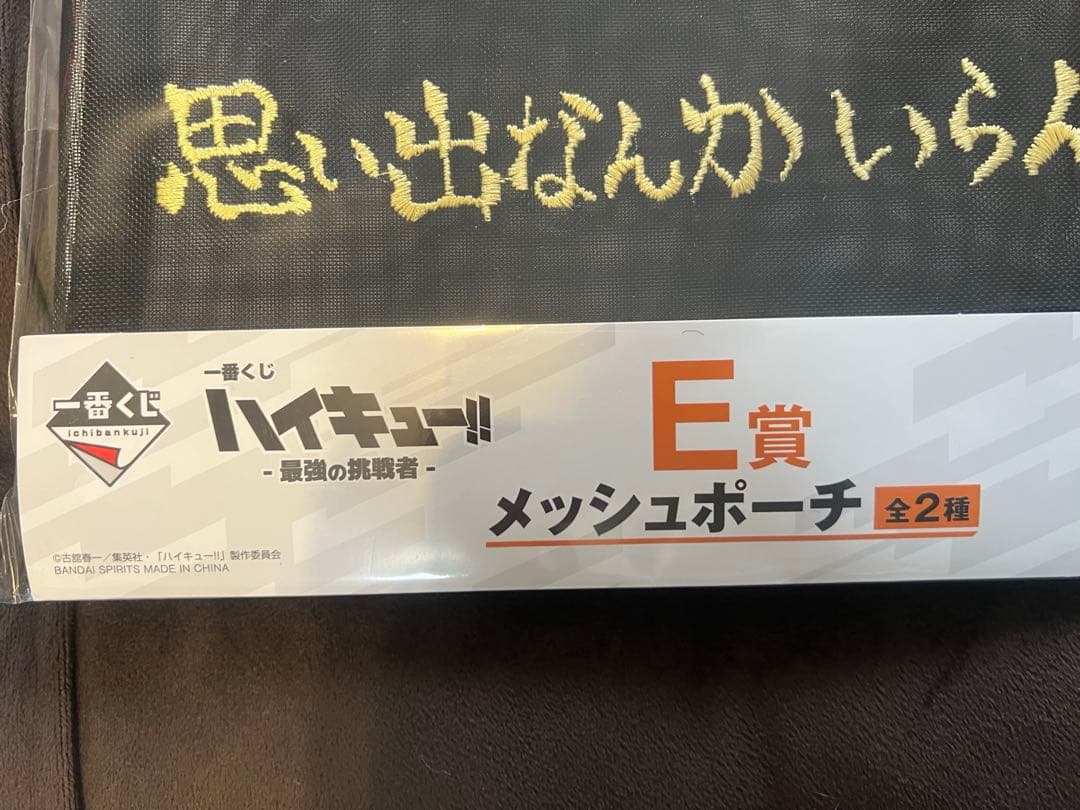 思い出なんかいらん
一番くじ
ichibankuji
一番くじ
ハイキュー!!
- 最強の挑戦者 -
E賞
メッシュポーチ 全2種
©古舘春一／集英社・「ハイキュー!!」製作委員会
BANDAI SPIRITS MADE IN CHINA